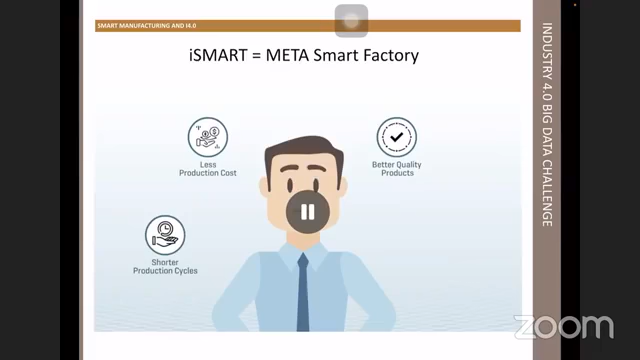 SMART MANUFACTURING AND I4.0
iSMART = META Smart Factory
Less
Production Cost
Better Quality
Products
Shorter
Production Cycles
INDUSTRY 4.0 BIG DATA CHALLENGE
zoom